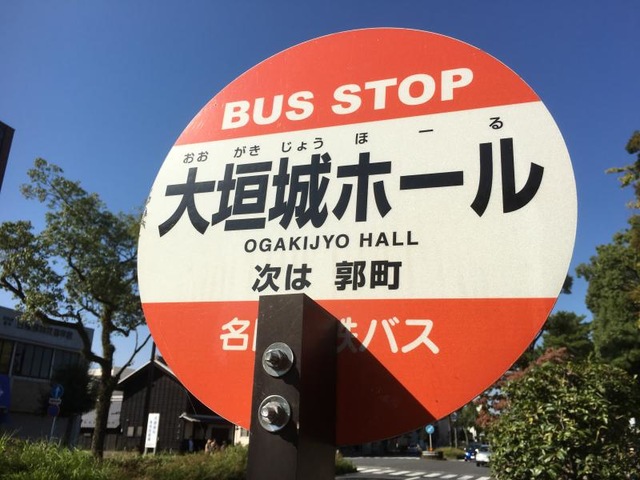 BUS STOP
おおがきじょうほーる
大垣城ホール
OGAKIJYO HALL
次は 郭町
名 鉄バス